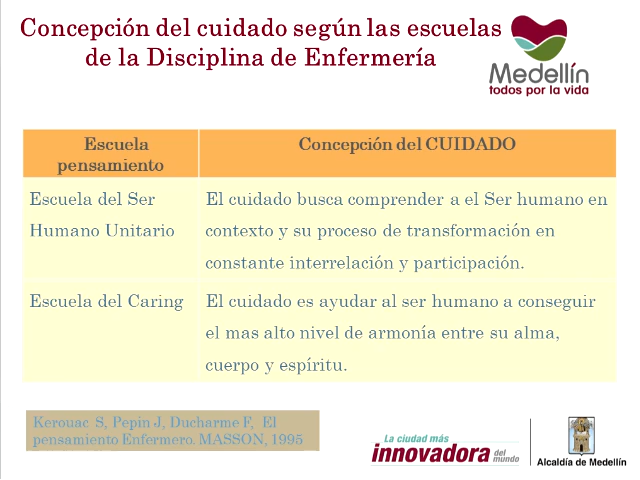 Concepción del cuidado según las escuelas
de la Disciplina de Enfermería
Medellín
todos por la vida
Escuela
pensamiento
Concepción del CUIDADO
Escuela del Ser
Humano Unitario
El cuidado busca comprender a el Ser humano en
contexto y su proceso de transformación en
constante interrelación y participación.
Escuela del Caring
El cuidado es ayudar al ser humano a conseguir
el mas alto nivel de armonía entre su alma,
cuerpo y espíritu.
Kerouac S, Pepin J, Ducharme F, El
pensamiento Enfermero. MASSON, 1995
La ciudad más
innovadora del
mundo
Alcaldía de Medellín